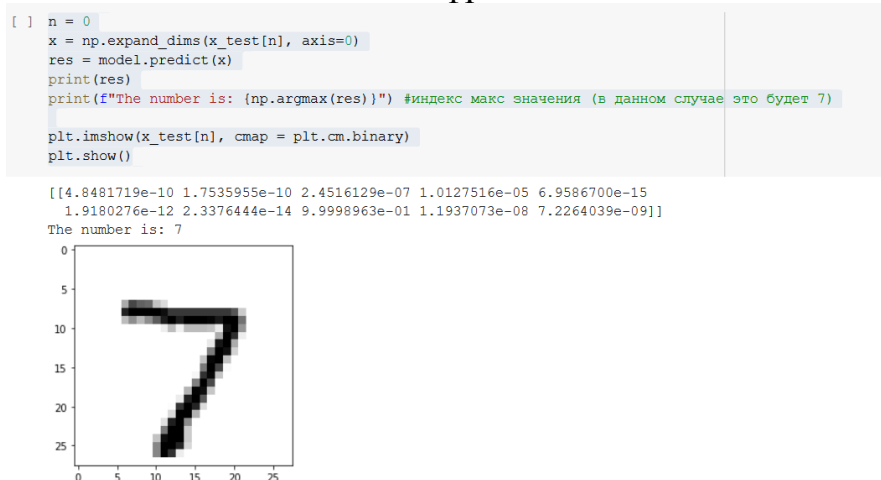 [ ] n = 0
x = np.expand_dims(x_test[n], axis=0)
res = model.predict(x)
print(res)
print(f"The number is: {np.argmax(res)}") #индекс макс значения (в данном случае это будет 7)
plt.imshow(x_test[n], cmap = plt.cm.binary)
plt.show()
[[4.8481719e-10 1.7535955e-10 2.4516129e-07 1.0127516e-05 6.9586700e-15
1.9180276e-12 2.3376444e-14 9.9998963e-01 1.1937073e-08 7.2264039e-09]]
The number is: 7
0
5
10
15
20
25
7
0 5 10 15 20 25